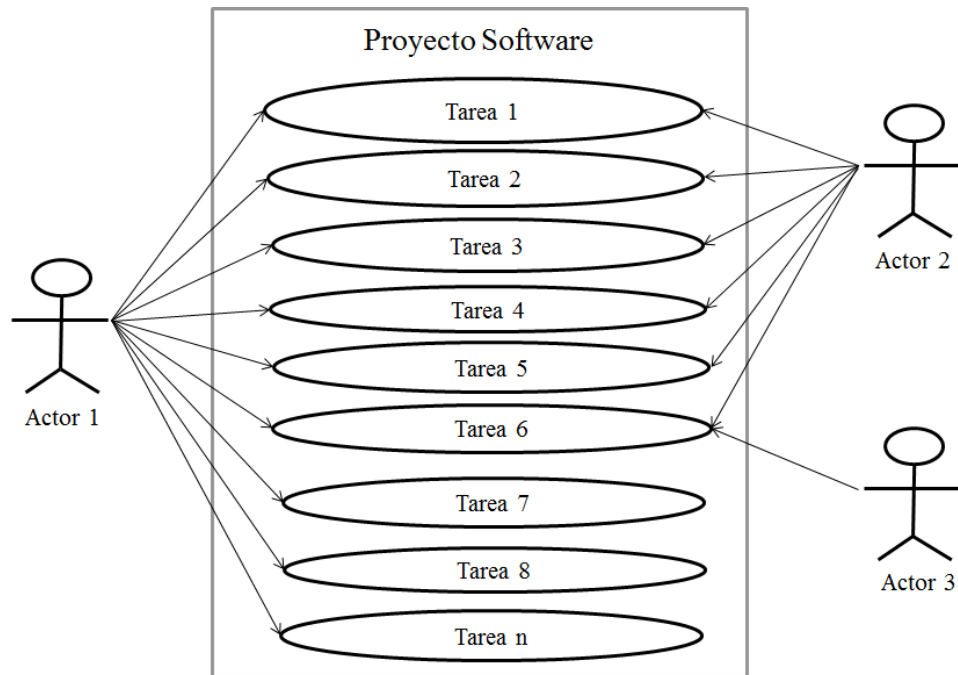 Proyecto Software
Tarea 1
Tarea 2
Tarea 3
Tarea 4
Tarea 5
Tarea 6
Tarea 7
Tarea 8
Tarea n
Actor 1
Actor 2
Actor 3